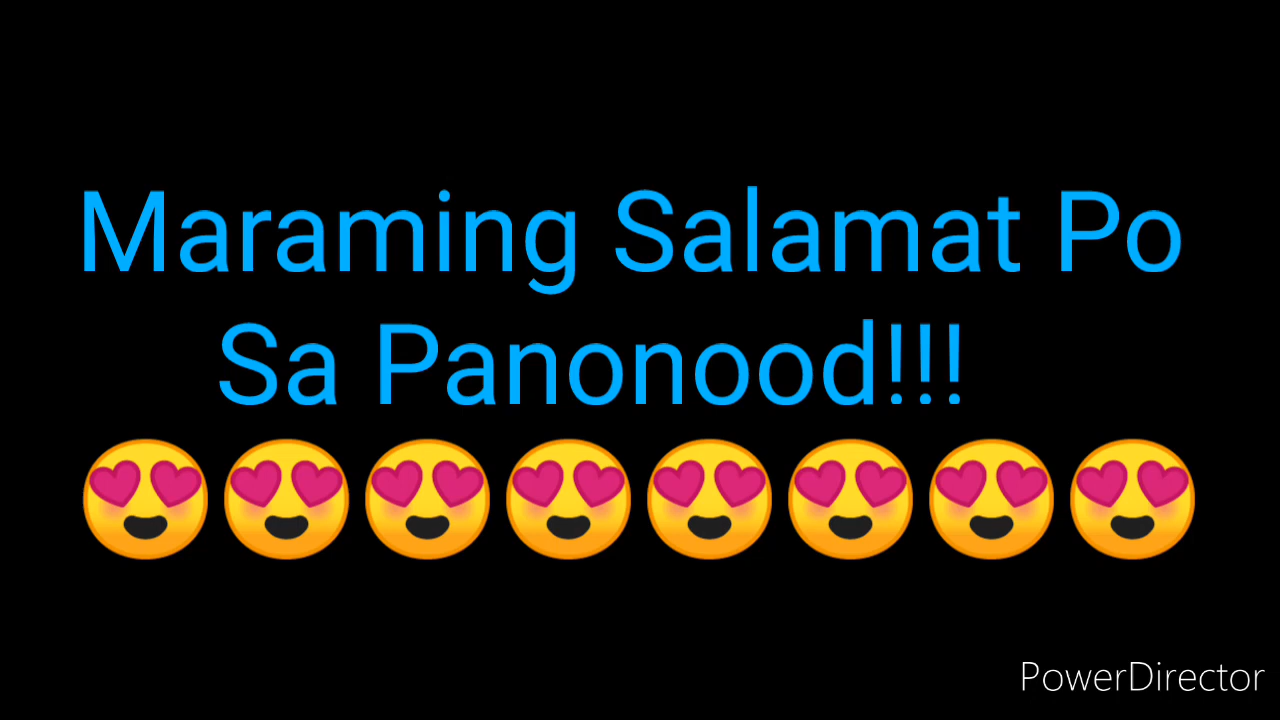 Maraming Salamat Po
Sa Panonood!!!
😍😍😍😍😍😍😍😍
PowerDirector